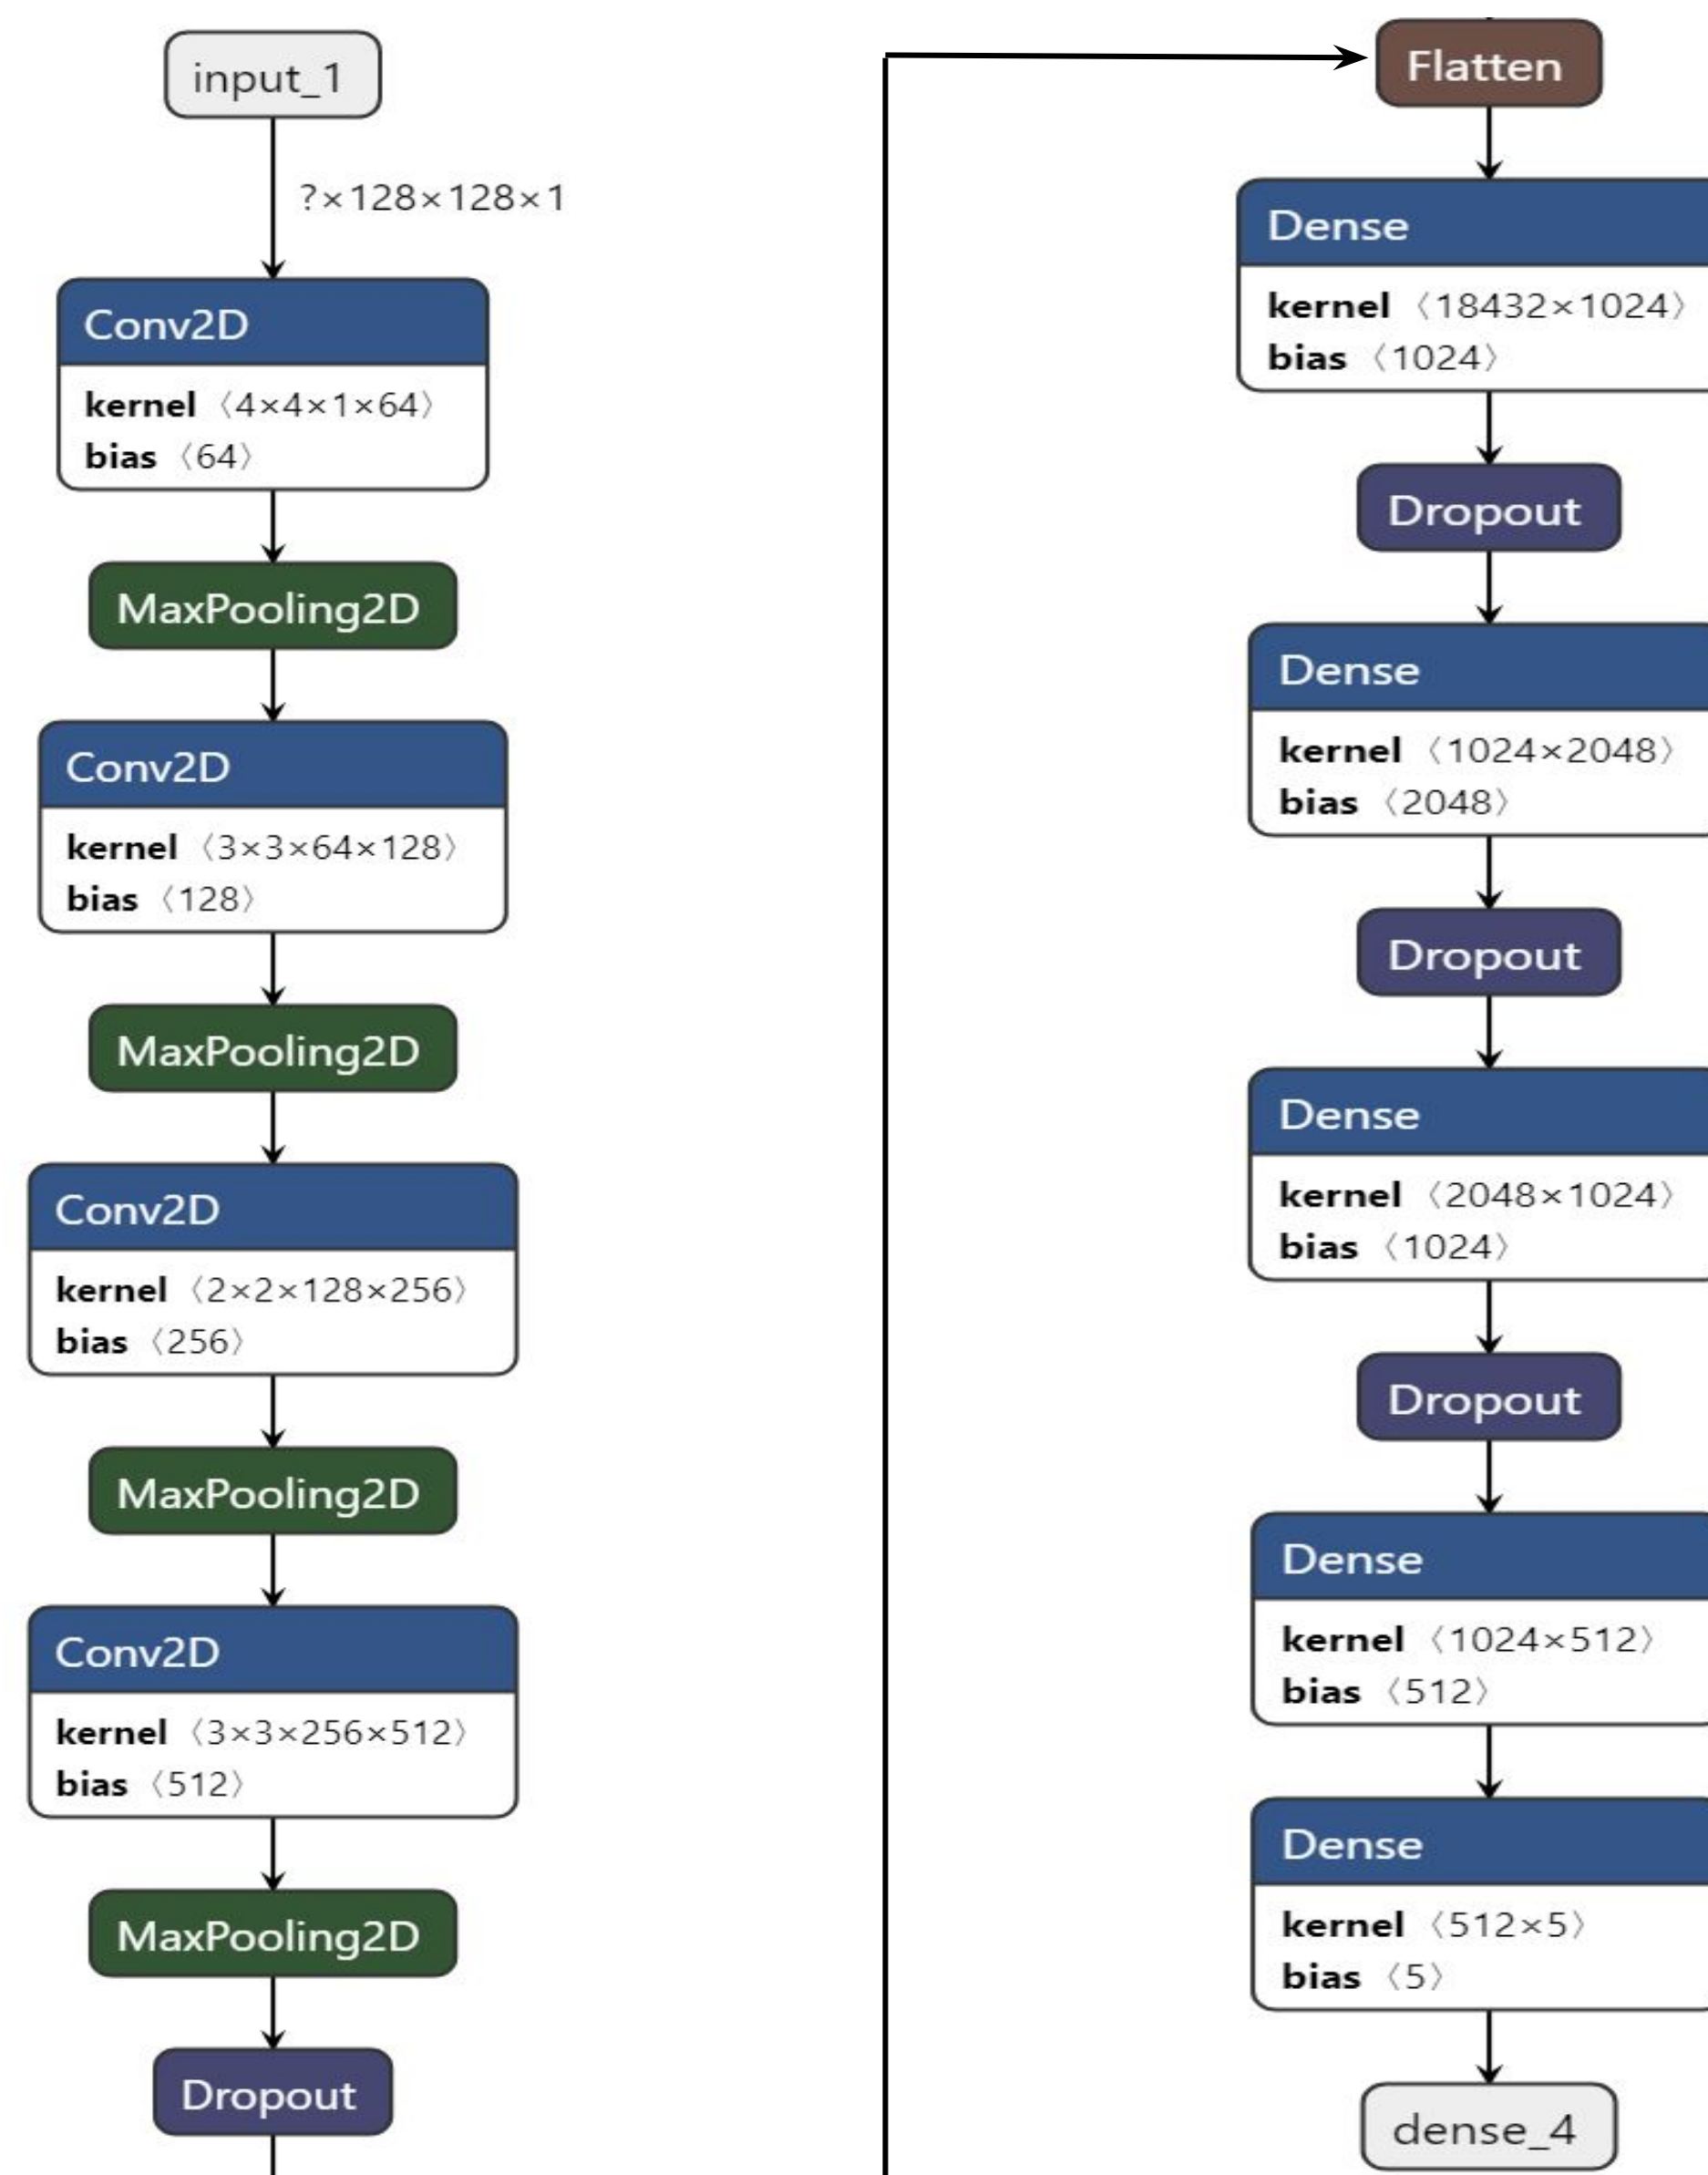 input_1
?×128×128×1
Conv2D
kernel 〈4×4×1×64〉
bias 〈64〉
MaxPooling2D
Conv2D
kernel 〈3×3×64×128〉
bias 〈128〉
MaxPooling2D
Conv2D
kernel 〈2×2×128×256〉
bias 〈256〉
MaxPooling2D
Conv2D
kernel 〈3×3×256×512〉
bias 〈512〉
MaxPooling2D
Dropout
Flatten
Dense
kernel 〈18432×1024〉
bias 〈1024〉
Dropout
Dense
kernel 〈1024×2048〉
bias 〈2048〉
Dropout
Dense
kernel 〈2048×1024〉
bias 〈1024〉
Dropout
Dense
kernel 〈1024×512〉
bias 〈512〉
Dense
kernel 〈512×5〉
bias 〈5〉
dense_4